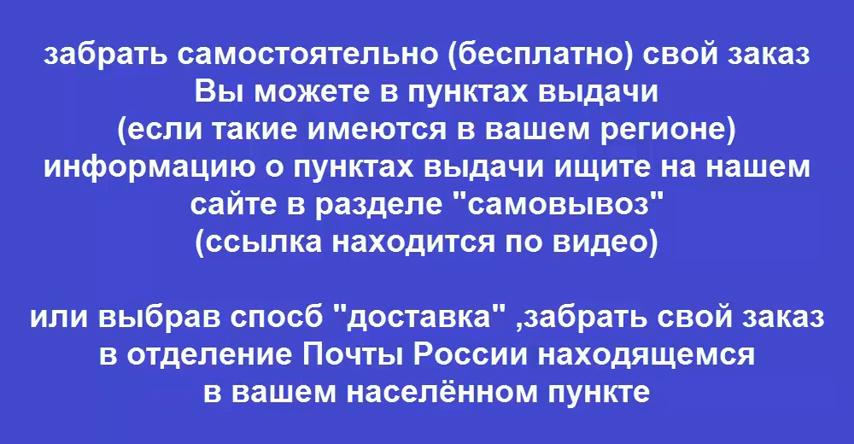 забрать самостоятельно (бесплатно) свой заказ
Вы можете в пунктах выдачи
(если такие имеются в вашем регионе)
информацию о пунктах выдачи ищите на нашем
сайте в разделе "самовывоз"
(ссылка находится по видео)
или выбрав спосб "доставка" ,забрать свой заказ
в отделение Почты России находящемся
в вашем населённом пункте